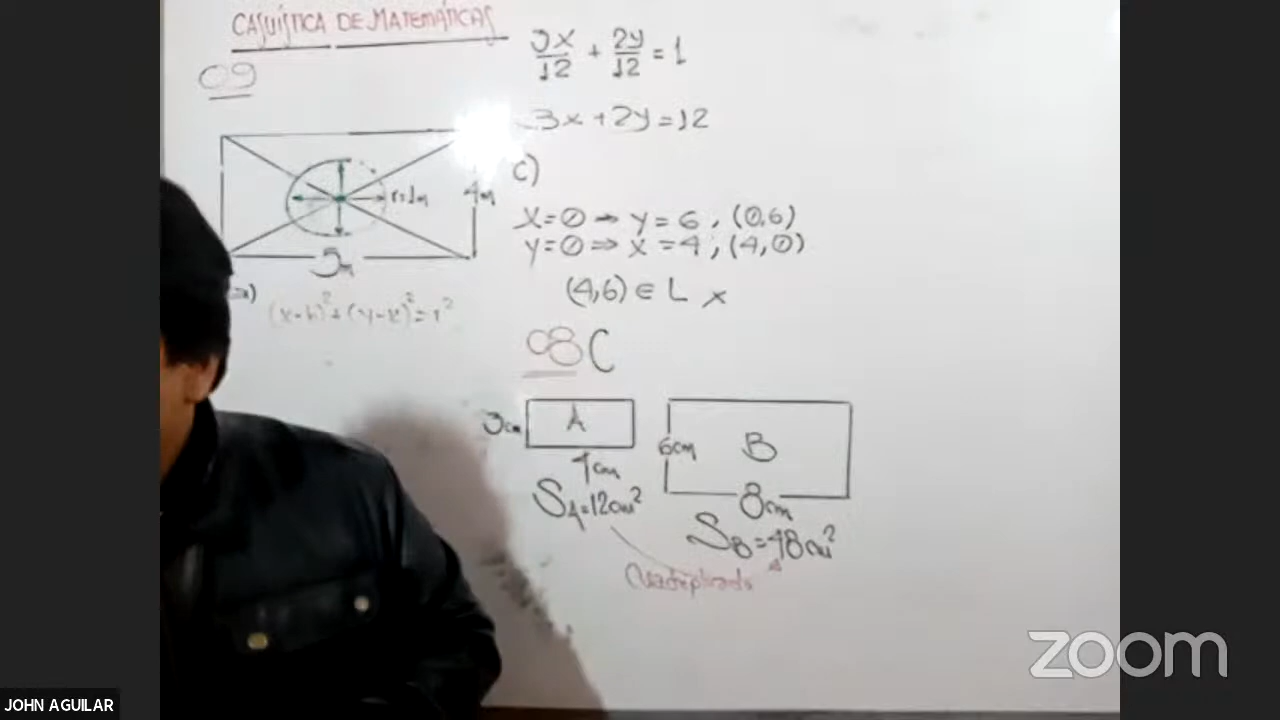 CASUÍSTICA DE MATEMÁTICAS
09
r=1m
4m
5m
a)
(x-h)²+(y-k)²=r²
3x/12 + 2y/12 = 1
3x+2y=12
c)
x=0 → y=6, (0,6)
y=0 ⇒ x=4, (4,0)
(4,6) ∈ L x
08 C
3cm
A
4cm
S_A=12cm²
6cm
B
8cm
S_B=48cm²
Cuadriplicado
zoom
JOHN AGUILAR